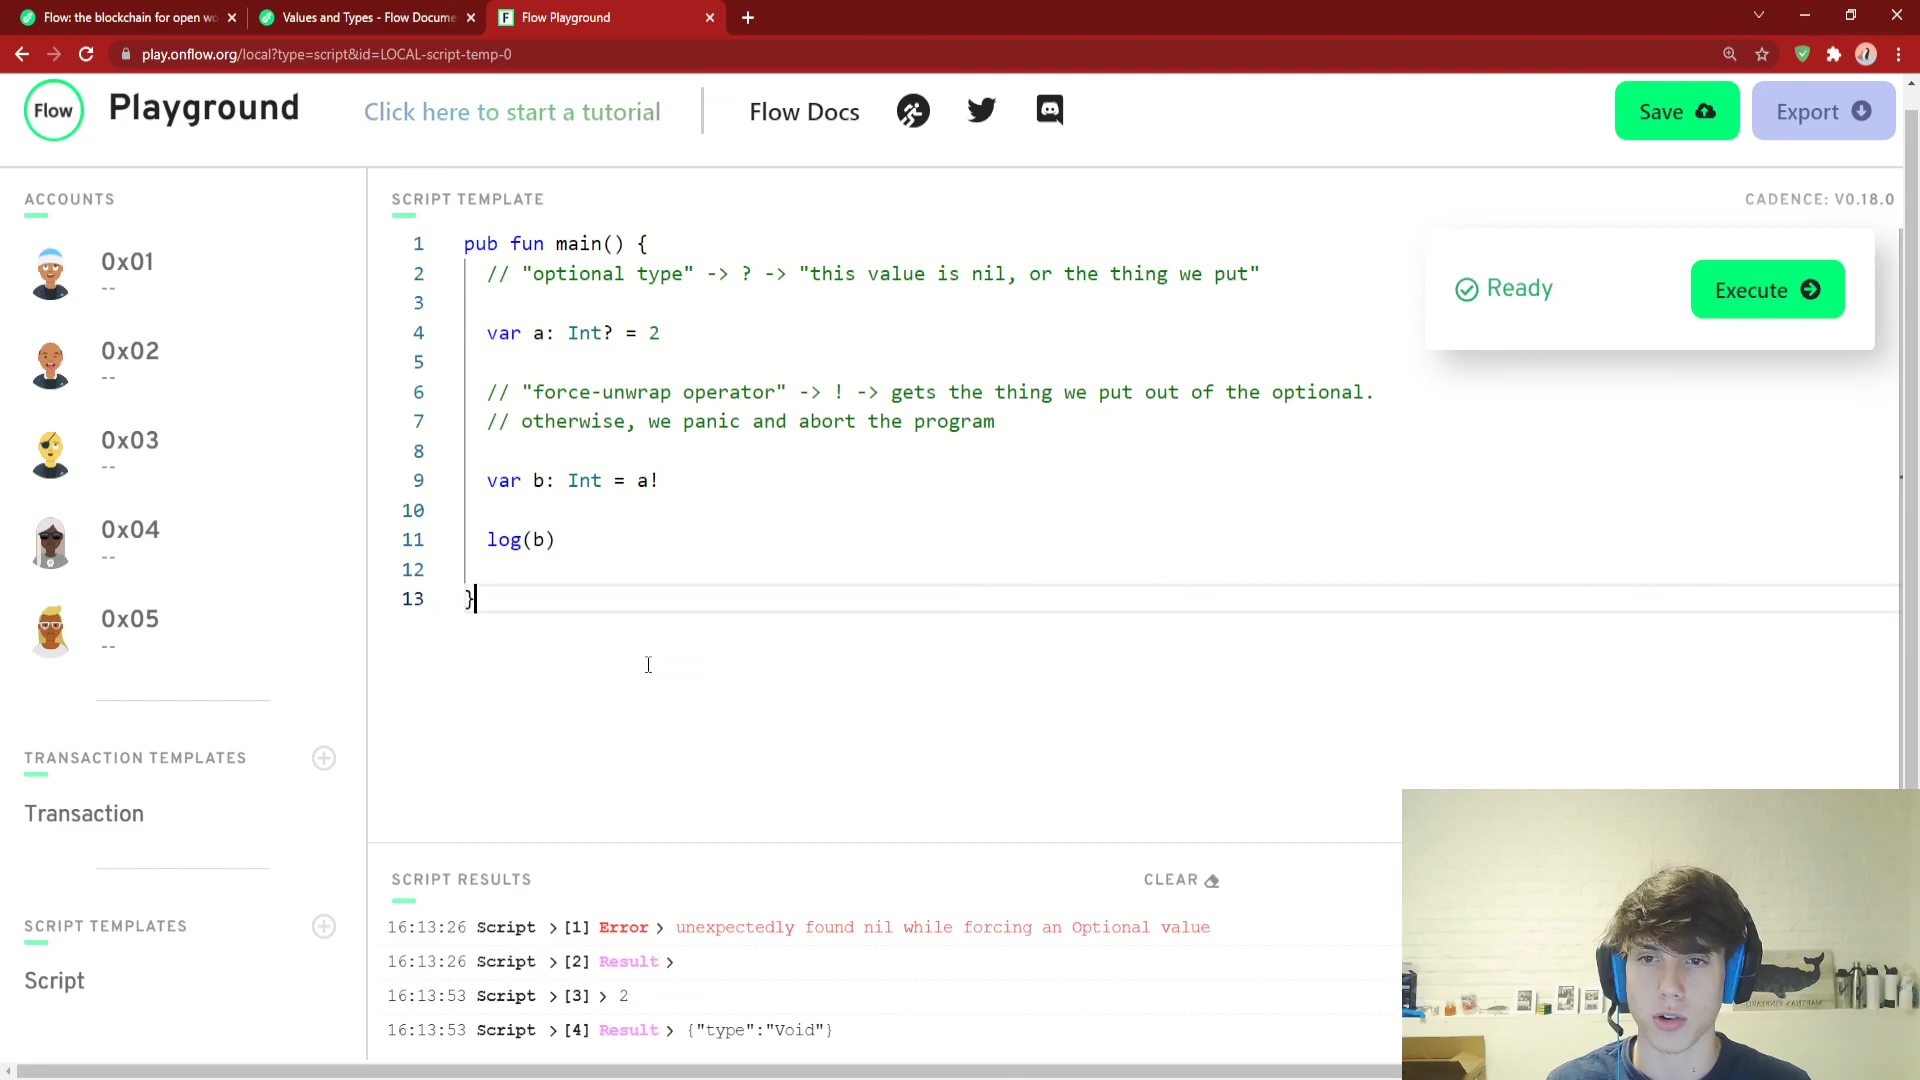 Flow: the blockchain for open wo
Values and Types - Flow Docume
F Flow Playground
play.onflow.org/local?type=script&id=LOCAL-script-temp-0
Flow Playground
Click here to start a tutorial
Flow Docs
Save
Export
ACCOUNTS
0x01
--
0x02
--
0x03
--
0x04
--
0x05
--
TRANSACTION TEMPLATES
Transaction
SCRIPT TEMPLATES
Script
SCRIPT TEMPLATE
CADENCE: V0.18.0
Ready
Execute
1 pub fun main() {
2 // "optional type" -> ? -> "this value is nil, or the thing we put"
3
4 var a: Int? = 2
5
6 // "force-unwrap operator" -> ! -> gets the thing we put out of the optional.
7 // otherwise, we panic and abort the program
8
9 var b: Int = a!
10
11 log(b)
12
13 }
SCRIPT RESULTS
CLEAR
16:13:26 Script > [1] Error > unexpectedly found nil while forcing an Optional value
16:13:26 Script > [2] Result >
16:13:53 Script > [3] > 2
16:13:53 Script > [4] Result > {"type":"Void"}